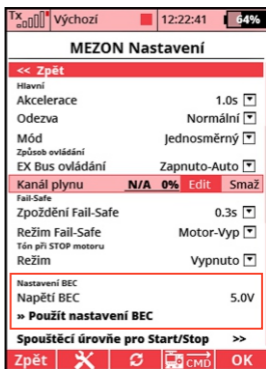 Tx Výchozí 12:22:41 64%
MEZON Nastavení
<< Zpět
Hlavní
Akcelerace 1.0s
Odezva Normální
Mód Jednosměrný
Způsob ovládání
EX Bus ovládání Zapnuto-Auto
Kanál plynu N/A 0% Edit Smaž
Fail-Safe
Zpoždění Fail-Safe 0.3s
Režim Fail-Safe Motor-Vyp
Tón při STOP motoru
Režim Vypnuto
Nastavení BEC
Napětí BEC 5.0V
» Použít nastavení BEC
Spouštěcí úrovně pro Start/Stop >>
Zpět CMD OK